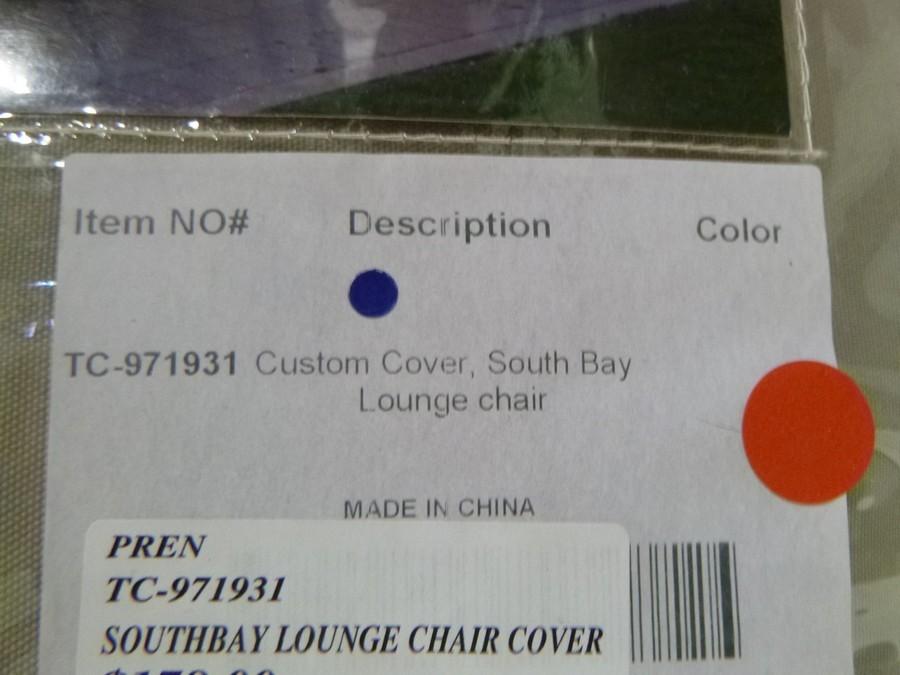 Item NO# Description Color
TC-971931 Custom Cover, South Bay
Lounge chair
MADE IN CHINA
PREN
TC-971931
SOUTHBAY LOUNGE CHAIR COVER